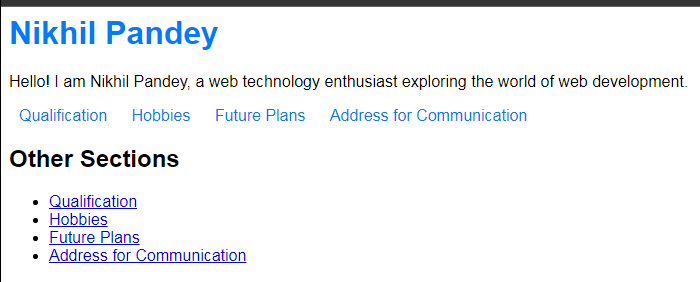 Nikhil Pandey
Hello! I am Nikhil Pandey, a web technology enthusiast exploring the world of web development.
Qualification Hobbies Future Plans Address for Communication
Other Sections
Qualification
Hobbies
Future Plans
Address for Communication